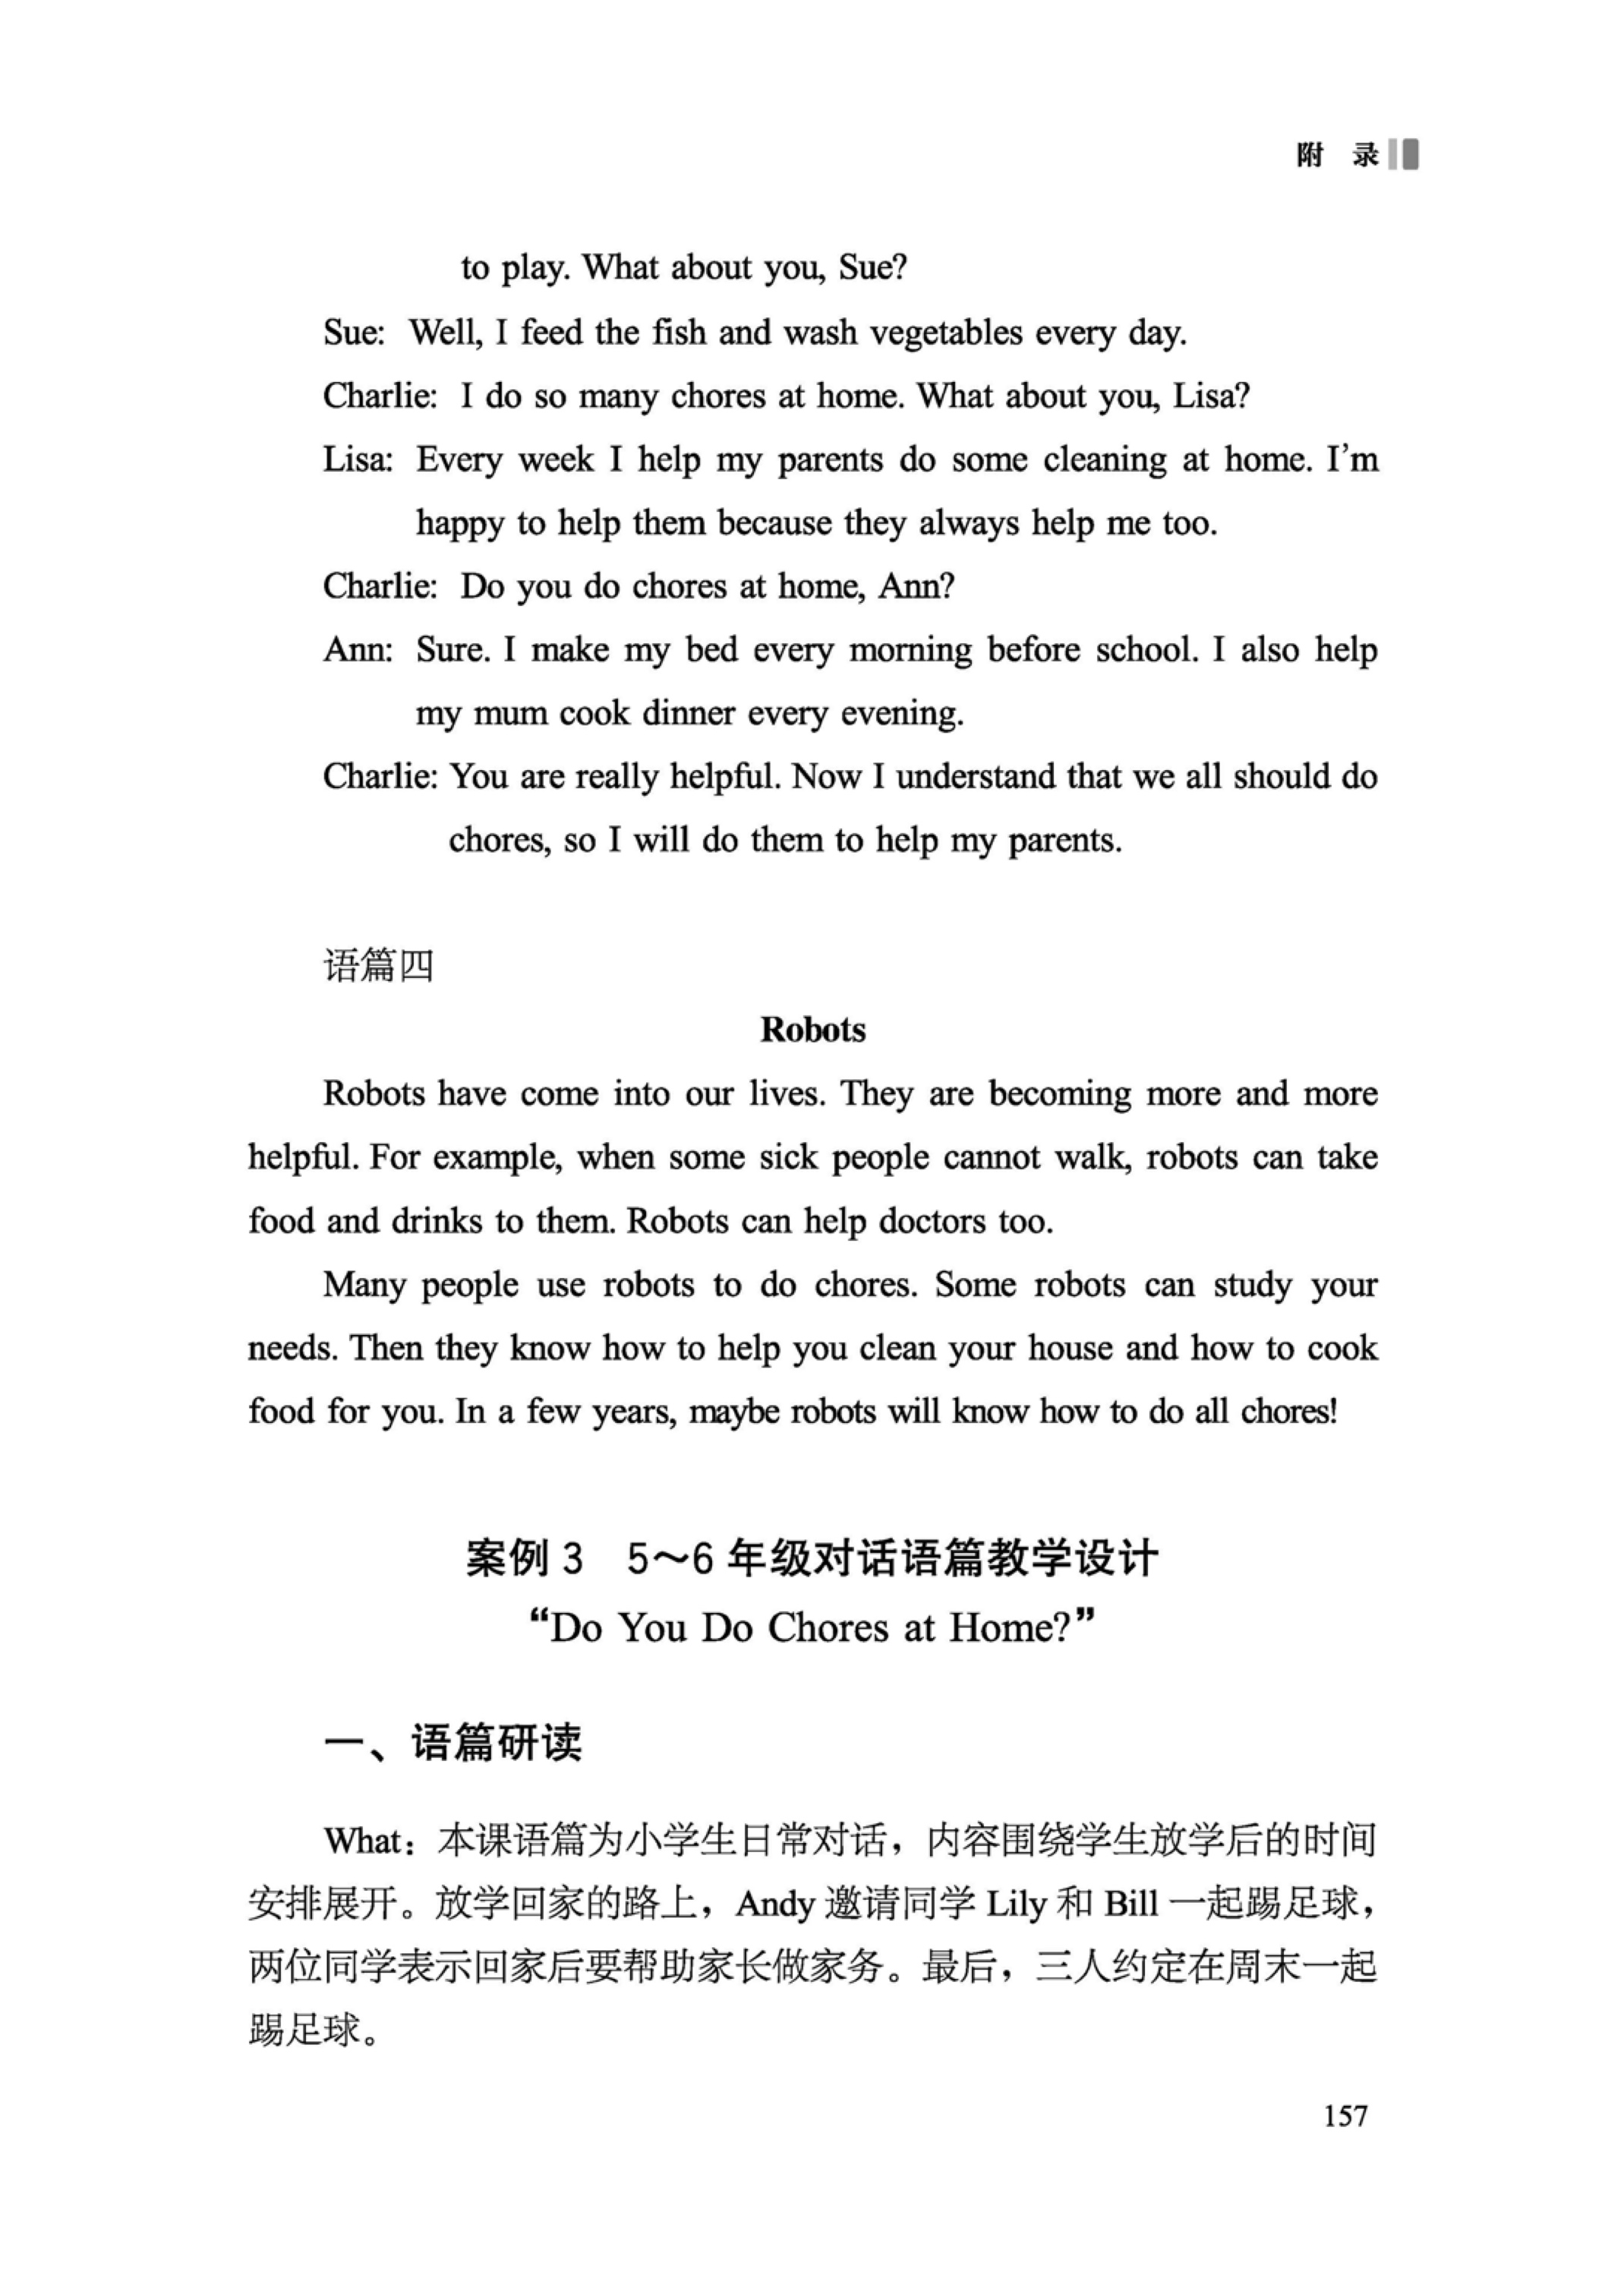 附 录
to play. What about you, Sue?
Sue: Well, I feed the fish and wash vegetables every day.
Charlie: I do so many chores at home. What about you, Lisa?
Lisa: Every week I help my parents do some cleaning at home. I'm
happy to help them because they always help me too.
Charlie: Do you do chores at home, Ann?
Ann: Sure. I make my bed every morning before school. I also help
my mum cook dinner every evening.
Charlie: You are really helpful. Now I understand that we all should do
chores, so I will do them to help my parents.
语篇四
Robots
Robots have come into our lives. They are becoming more and more
helpful. For example, when some sick people cannot walk, robots can take
food and drinks to them. Robots can help doctors too.
Many people use robots to do chores. Some robots can study your
needs. Then they know how to help you clean your house and how to cook
food for you. In a few years, maybe robots will know how to do all chores!
案例 3 5～6 年级对话语篇教学设计
“Do You Do Chores at Home?”
一、语篇研读
What：本课语篇为小学生日常对话，内容围绕学生放学后的时间
安排展开。放学回家的路上，Andy 邀请同学 Lily 和 Bill 一起踢足球，
两位同学表示回家后要帮助家长做家务。最后，三人约定在周末一起
踢足球。
157